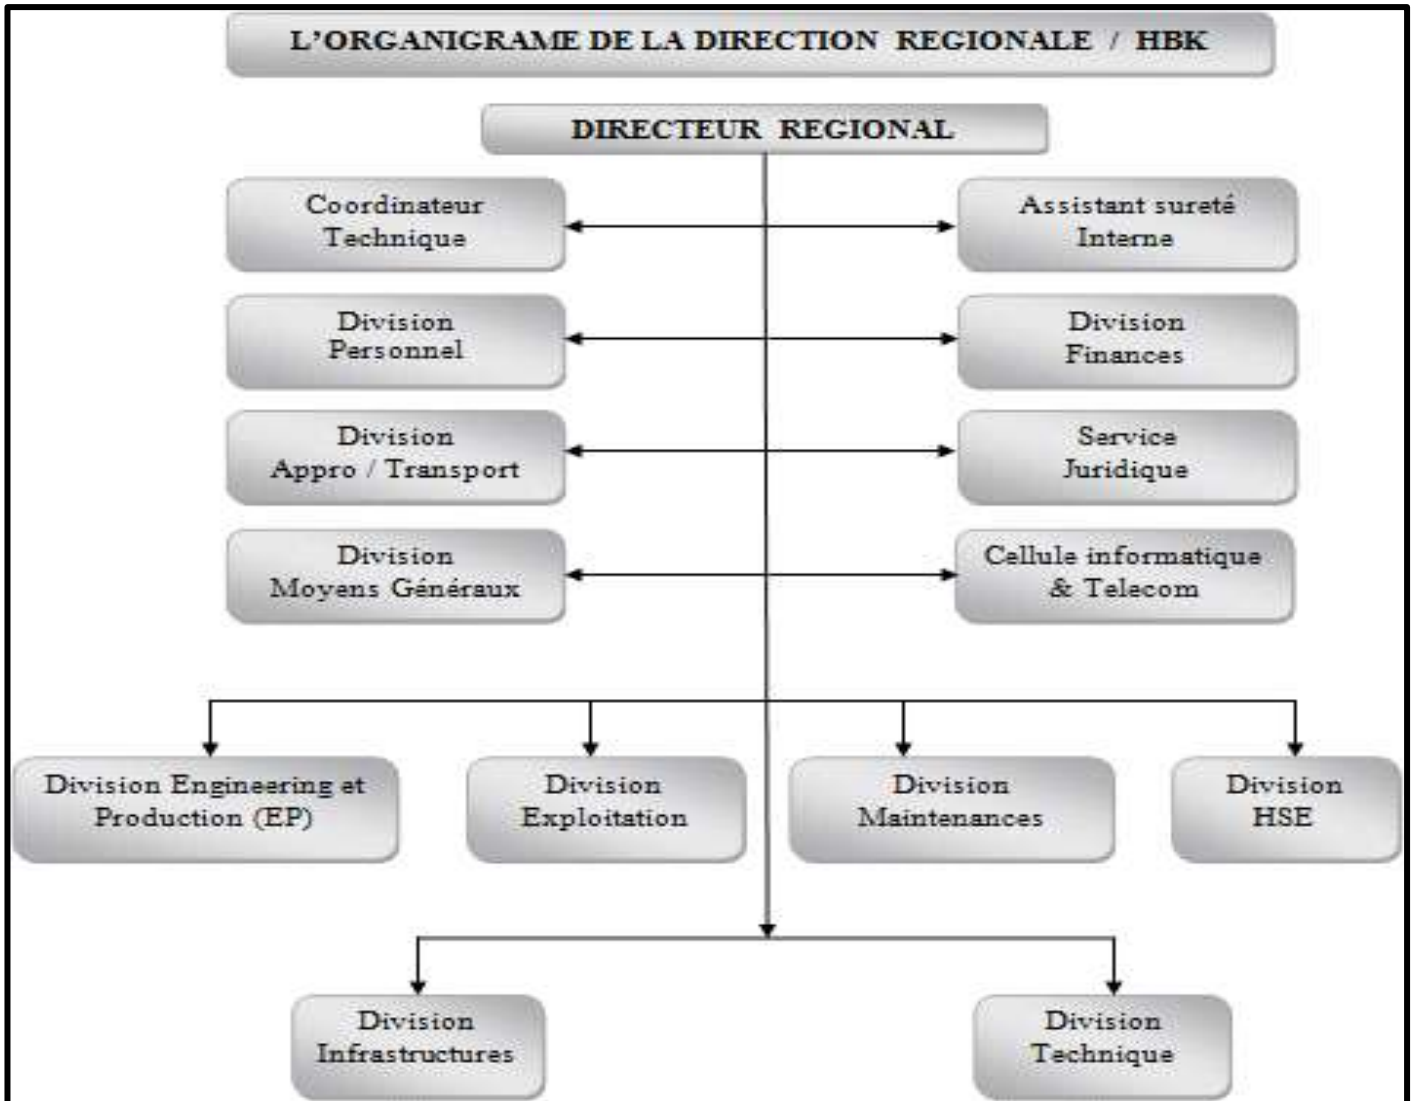 L'ORGANIGRAME DE LA DIRECTION REGIONALE / HBK
DIRECTEUR REGIONAL
Coordinateur
Technique
Assistant sureté
Interne
Division
Personnel
Division
Finances
Division
Appro / Transport
Service
Juridique
Division
Moyens Généraux
Cellule informatique
& Telecom
Division Engineering et
Production (EP)
Division
Exploitation
Division
Maintenances
Division
HSE
Division
Infrastructures
Division
Technique